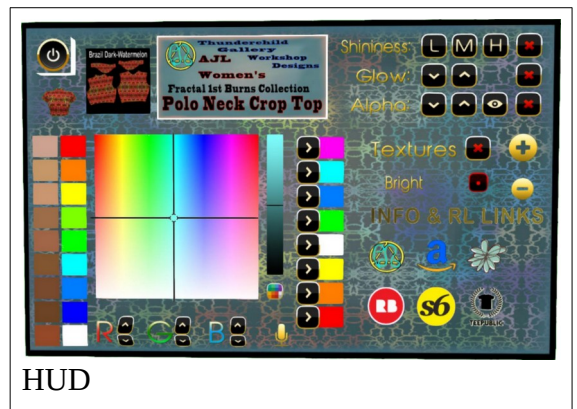 Brazil Dark-Watermelon
Thunderchild
Gallery
AJL Workshop
Designs
Women's
Fractal 1st Burns Collection
Polo Neck Crop Top
Shininess: L M H
Glow:
Alpha:
Textures
Bright
INFO & RL LINKS
a
RB
s6
TEEPUBLIC
R G B
HUD